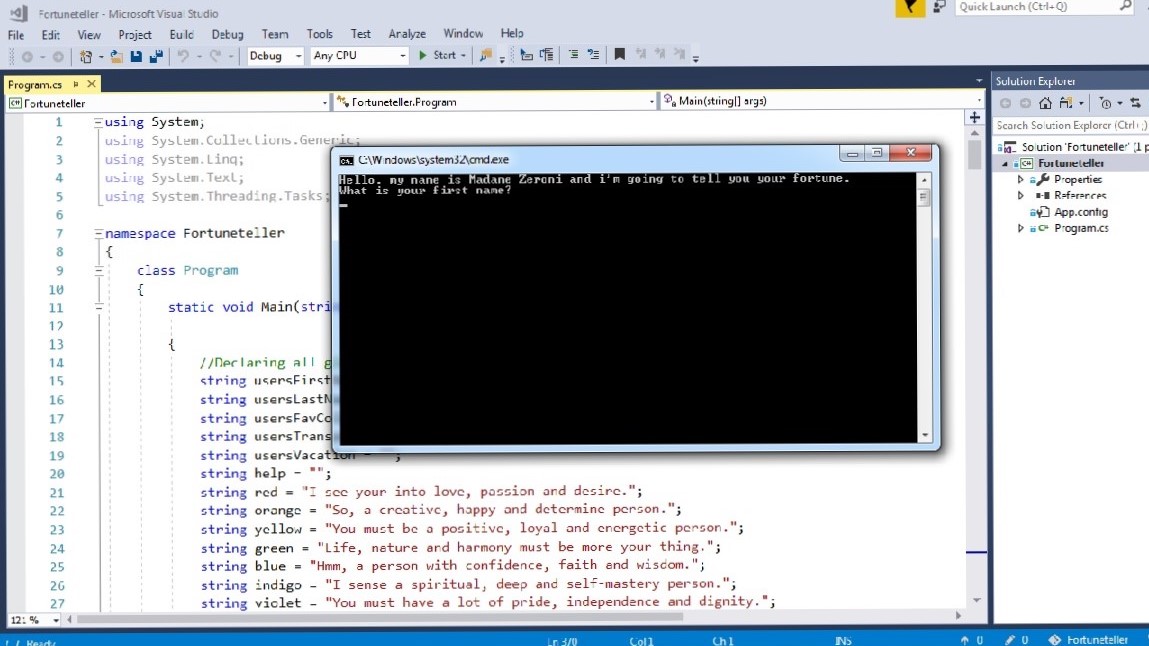 Fortuneteller - Microsoft Visual Studio
Quick Launch (Ctrl+Q)
File Edit View Project Build Debug Team Tools Test Analyze Window Help
Debug Any CPU Start
Program.cs
Fortuneteller Fortuneteller.Program Main(string[] args)
1 using System;
2 using System.Collections.Generic;
3 using System.Linq;
4 using System.Text;
5 using System.Threading.Tasks;
6
7 namespace Fortuneteller
8 {
9 class Program
10 {
11 static void Main(stri
12
13 {
14 //Declaring all g
15 string usersFirst
16 string usersLastN
17 string usersFavCo
18 string usersTrans
19 string usersVacation = "";
20 string help = "";
21 string red = "I see your into love, passion and desire.";
22 string orange = "So, a creative, happy and determine person.";
23 string yellow = "You must be a positive, loyal and energetic person.";
24 string green = "Life, nature and harmony must be more your thing.";
25 string blue = "Hmm, a person with confidence, faith and wisdom.";
26 string indigo = "I sense a spiritual, deep and self-mastery person.";
27 string violet = "You must have a lot of pride, independence and dignity.";
C:\Windows\system32\cmd.exe
Hello, my name is Madame Zeroni and i'm going to tell you your fortune.
What is your first name?
Solution Explorer
Search Solution Explorer (Ctrl+;)
Solution 'Fortuneteller' (1 p
Fortuneteller
Properties
References
App.config
Program.cs
121 %
Ready Ln 370 Col 1 Ch 1 INS 0 0 Fortuneteller